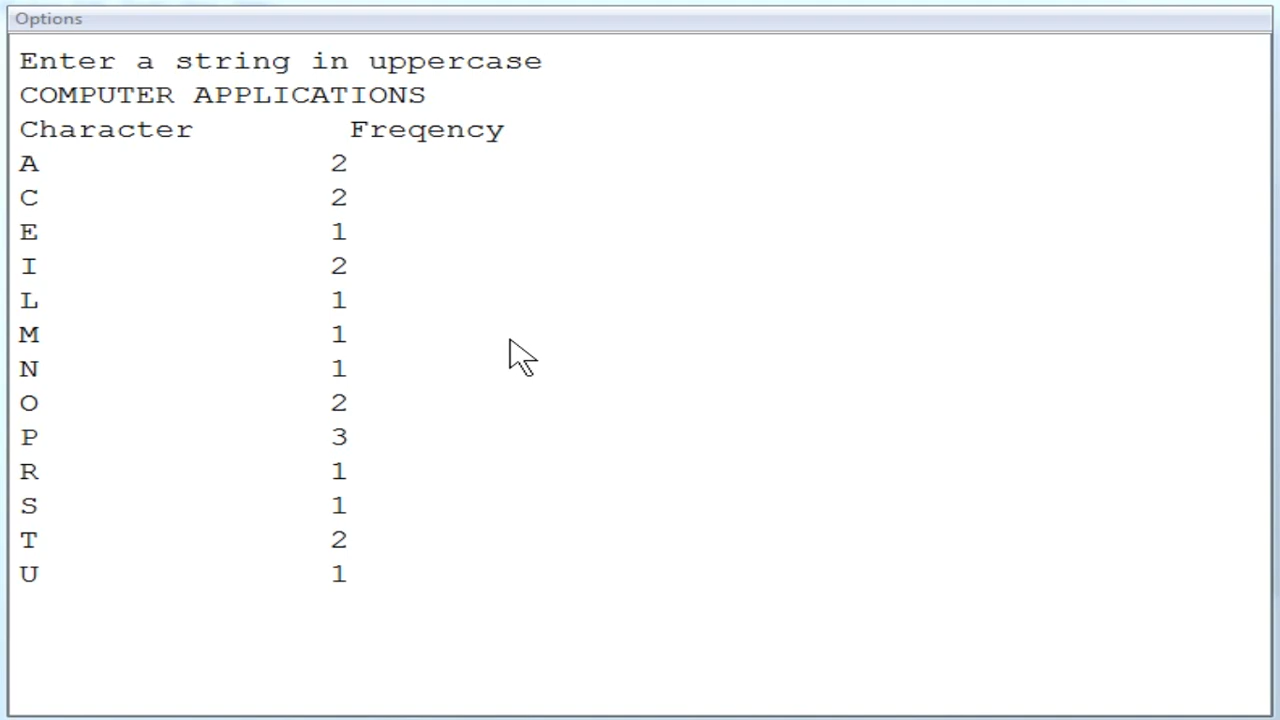 Options
Enter a string in uppercase
COMPUTER APPLICATIONS
Character Freqency
A 2
C 2
E 1
I 2
L 1
M 1
N 1
O 2
P 3
R 1
S 1
T 2
U 1